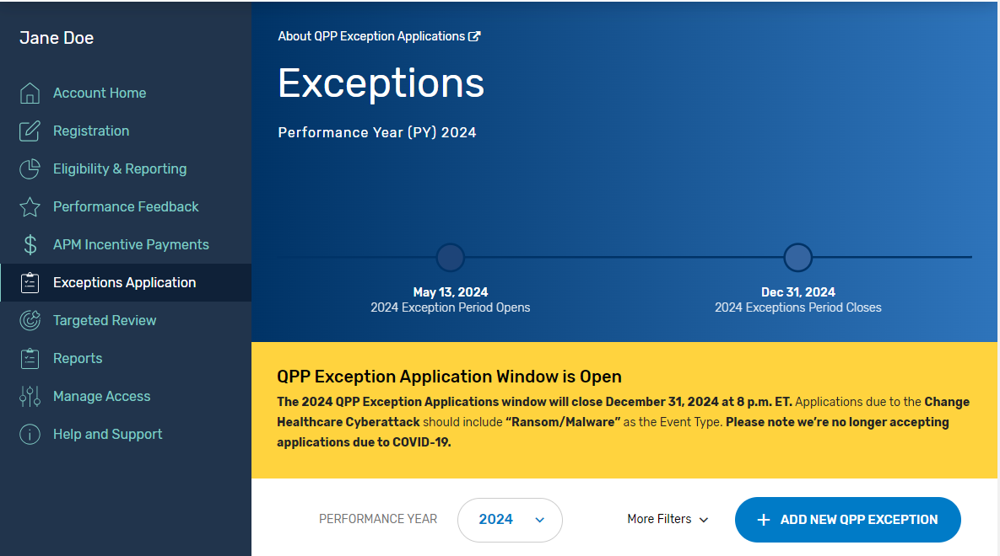 Jane Doe
Account Home
Registration
Eligibility & Reporting
Performance Feedback
APM Incentive Payments
Exceptions Application
Targeted Review
Reports
Manage Access
Help and Support
About QPP Exception Applications
Exceptions
Performance Year (PY) 2024
May 13, 2024
2024 Exception Period Opens
Dec 31, 2024
2024 Exceptions Period Closes
QPP Exception Application Window is Open
The 2024 QPP Exception Applications window will close December 31, 2024 at 8 p.m. ET. Applications due to the Change
Healthcare Cyberattack should include “Ransom/Malware” as the Event Type. Please note we’re no longer accepting
applications due to COVID-19.
PERFORMANCE YEAR
2024
More Filters
+ ADD NEW QPP EXCEPTION